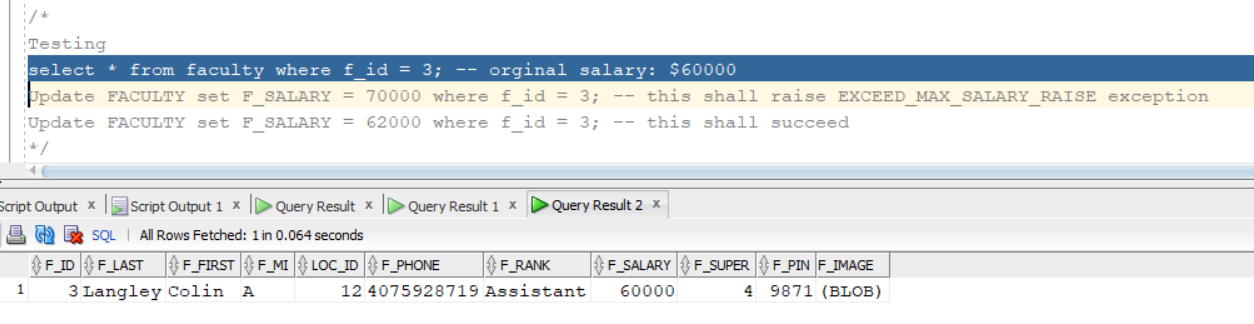 /*
Testing
select * from faculty where f_id = 3; -- orginal salary: $60000
Update FACULTY set F_SALARY = 70000 where f_id = 3; -- this shall raise EXCEED_MAX_SALARY_RAISE exception
Update FACULTY set F_SALARY = 62000 where f_id = 3; -- this shall succeed
*/
Script Output x Script Output 1 x Query Result x Query Result 1 x Query Result 2 x
SQL | All Rows Fetched: 1 in 0.064 seconds
F_ID F_LAST F_FIRST F_MI LOC_ID F_PHONE F_RANK F_SALARY F_SUPER F_PIN F_IMAGE
1 3 Langley Colin A 12 4075928719 Assistant 60000 4 9871 (BLOB)